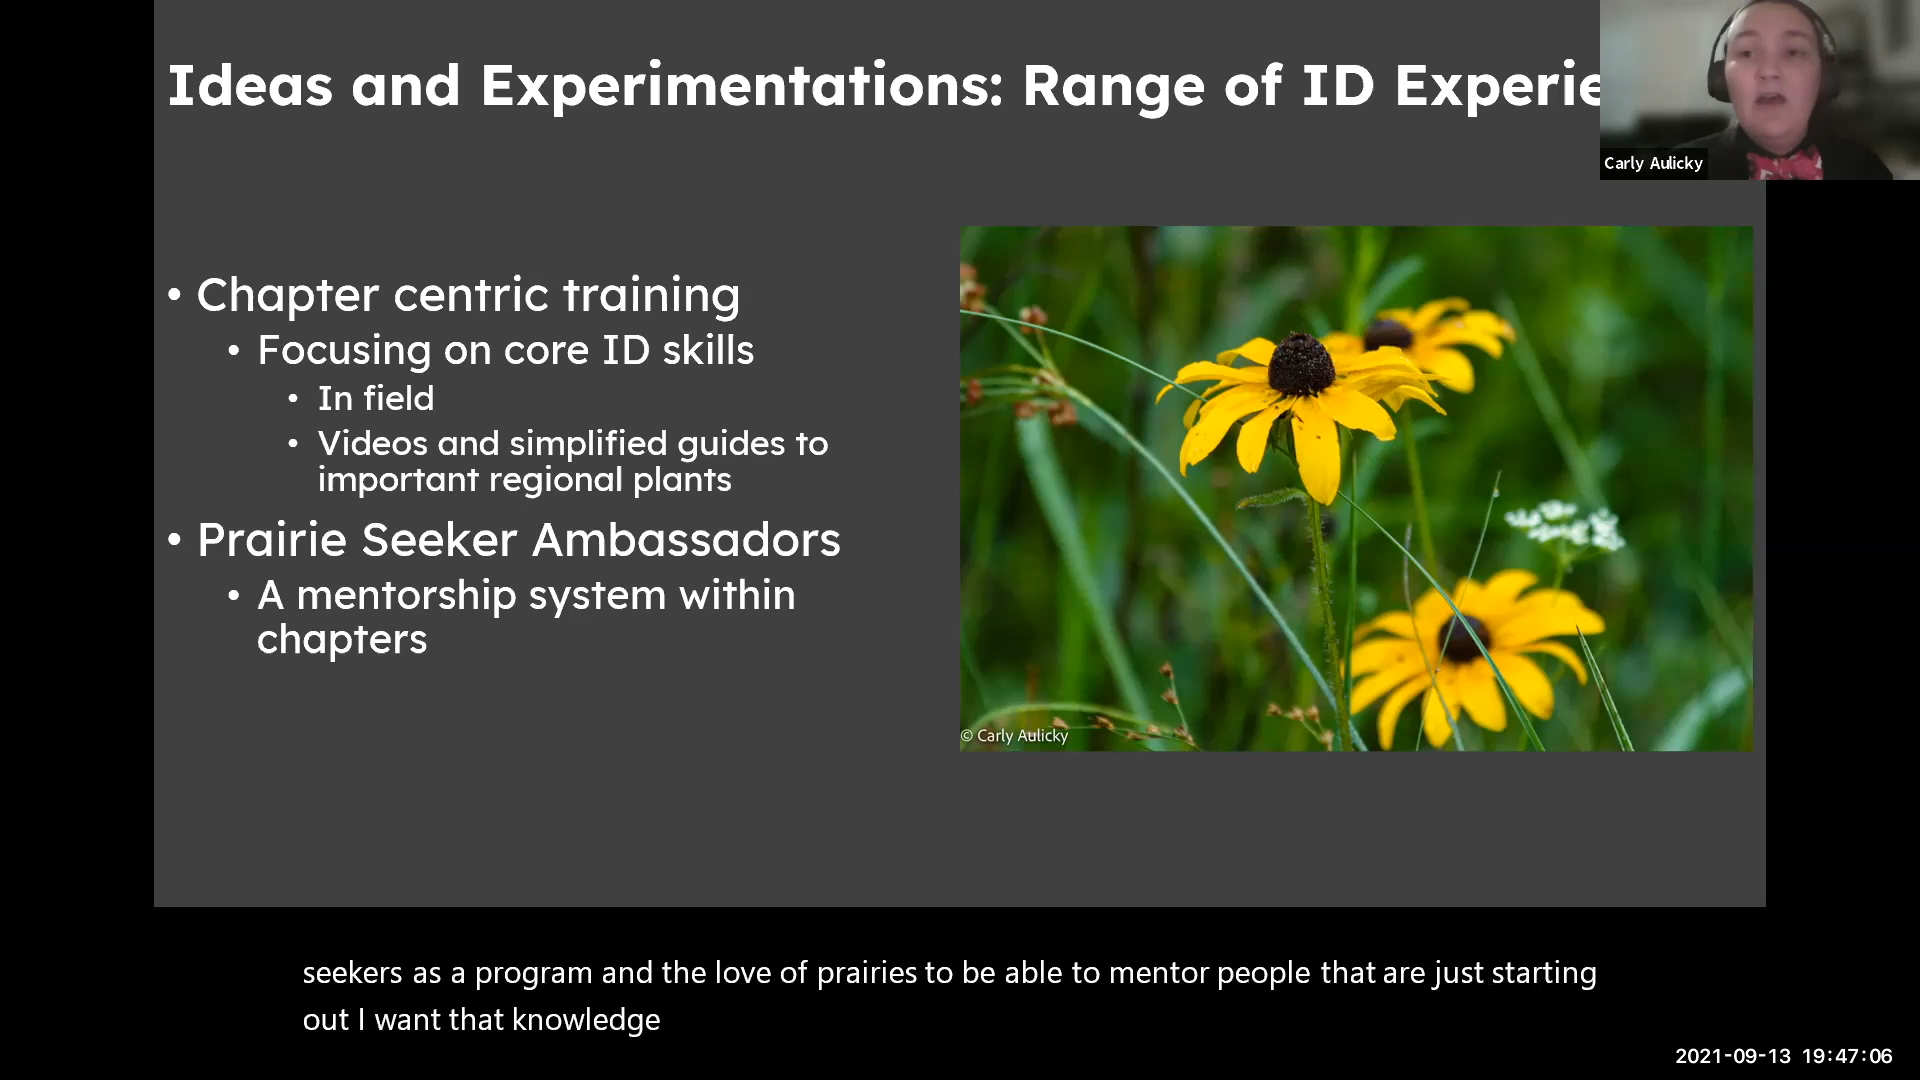 Ideas and Experimentations: Range of ID Experie
Carly Aulicky
• Chapter centric training
• Focusing on core ID skills
• In field
• Videos and simplified guides to
important regional plants
• Prairie Seeker Ambassadors
• A mentorship system within
chapters
© Carly Aulicky
seekers as a program and the love of prairies to be able to mentor people that are just starting
out I want that knowledge
2021-09-13 19:47:06